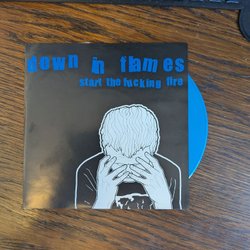 down in flames
start the fucking fire